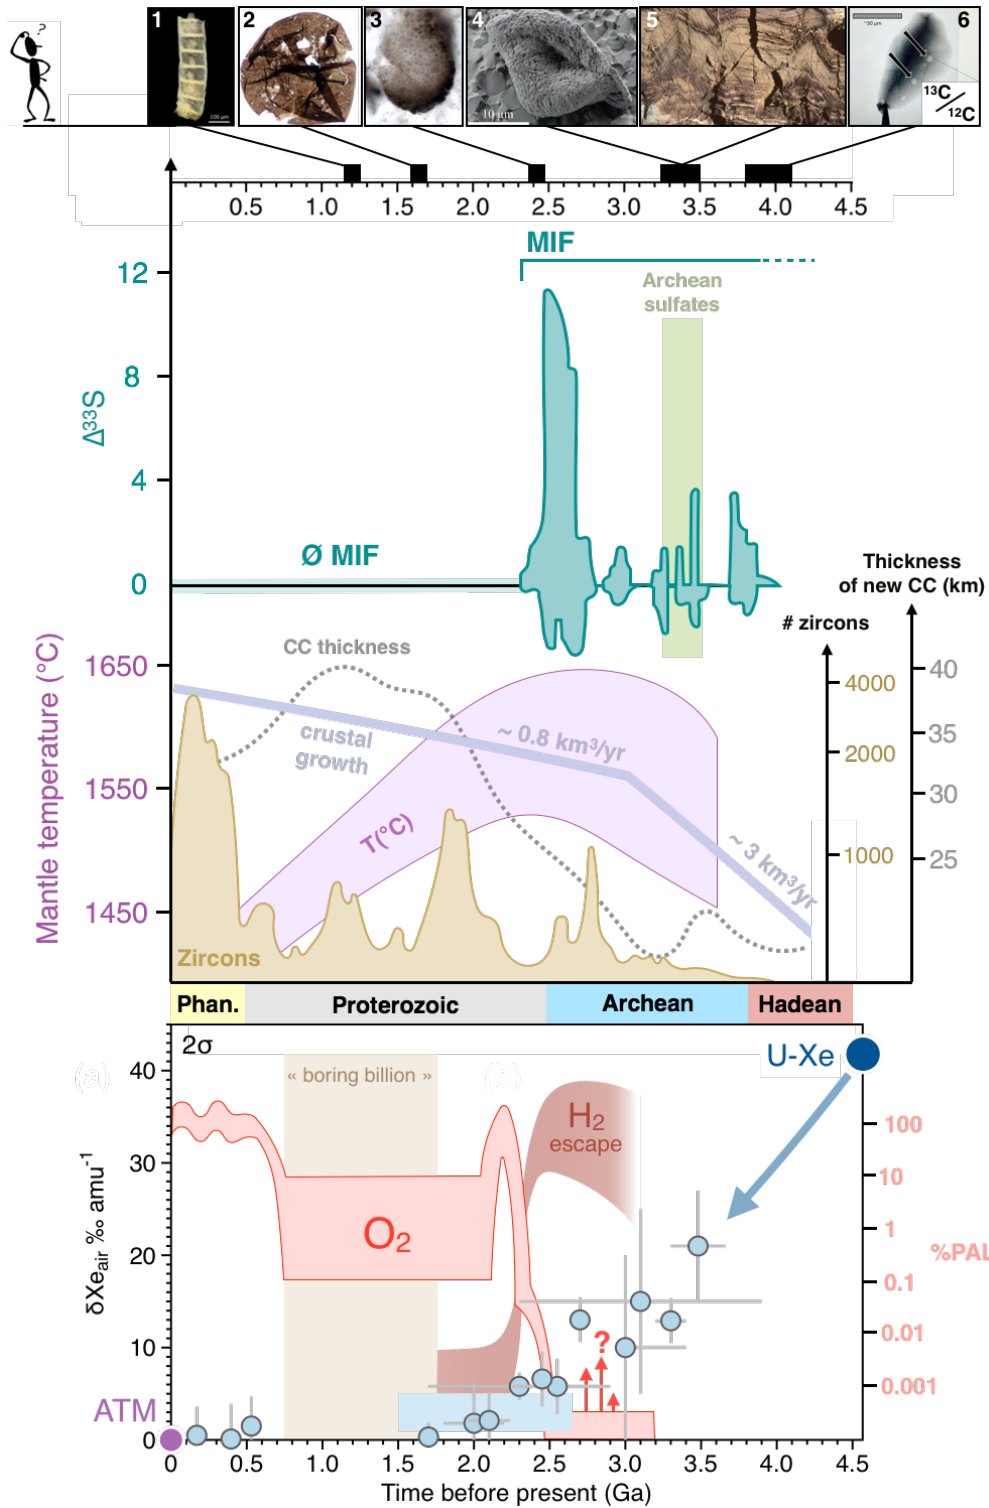 ?
1
2
3
4
5
6
100 µm
10 µm
~30 µm
13C/12C
0.5 1.0 1.5 2.0 2.5 3.0 3.5 4.0 4.5
MIF
12
Archean
sulfates
8
Δ33S
4
Ø MIF
0
Thickness
of new CC (km)
# zircons
CC thickness
1650
4000
40
crustal
growth
~ 0.8 km3/yr
35
2000
1550
30
T(°C)
Mantle temperature (°C)
~ 3 km3/yr
1000
25
1450
Zircons
Phan. Proterozoic Archean Hadean
2σ
U-Xe
(a)
(b)
40
« boring billion »
H2
escape
100
30
10
δXeair ‰ amu-1
O2
1
%PAL
20
0.1
0.01
10
?
0.001
ATM
0
0 0.5 1.0 1.5 2.0 2.5 3.0 3.5 4.0 4.5
Time before present (Ga)